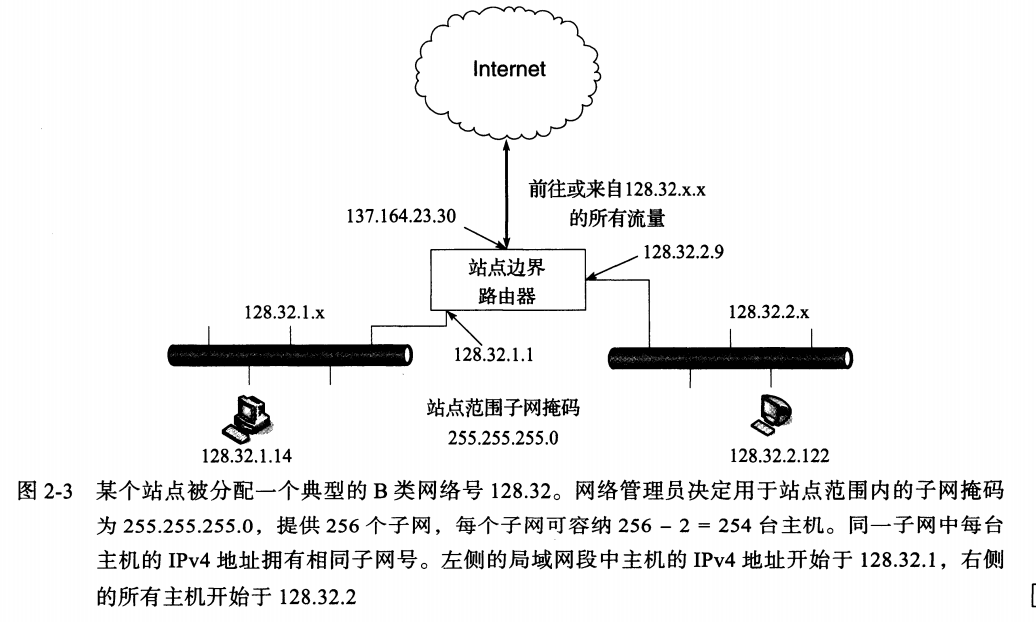 Internet
前往或来自128.32.x.x
的所有流量
137.164.23.30
站点边界
路由器
128.32.2.9
128.32.1.x
128.32.2.x
128.32.1.1
站点范围子网掩码
255.255.255.0
128.32.1.14
128.32.2.122
图 2-3 某个站点被分配一个典型的 B 类网络号 128.32。网络管理员决定用于站点范围内的子网掩码
为 255.255.255.0，提供 256 个子网，每个子网可容纳 256 − 2 = 254 台主机。同一子网中每台
主机的 IPv4 地址拥有相同子网号。左侧的局域网段中主机的 IPv4 地址开始于 128.32.1，右侧
的所有主机开始于 128.32.2